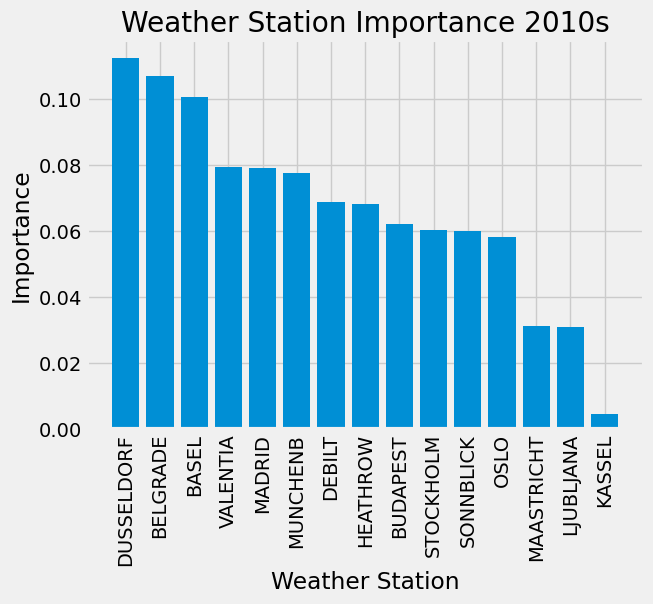 Weather Station Importance 2010s
Importance
0.10
0.08
0.06
0.04
0.02
0.00
DUSSELDORF
BELGRADE
BASEL
VALENTIA
MADRID
MUNCHENB
DEBILT
HEATHROW
BUDAPEST
STOCKHOLM
SONNBLICK
OSLO
MAASTRICHT
LJUBLJANA
KASSEL
Weather Station